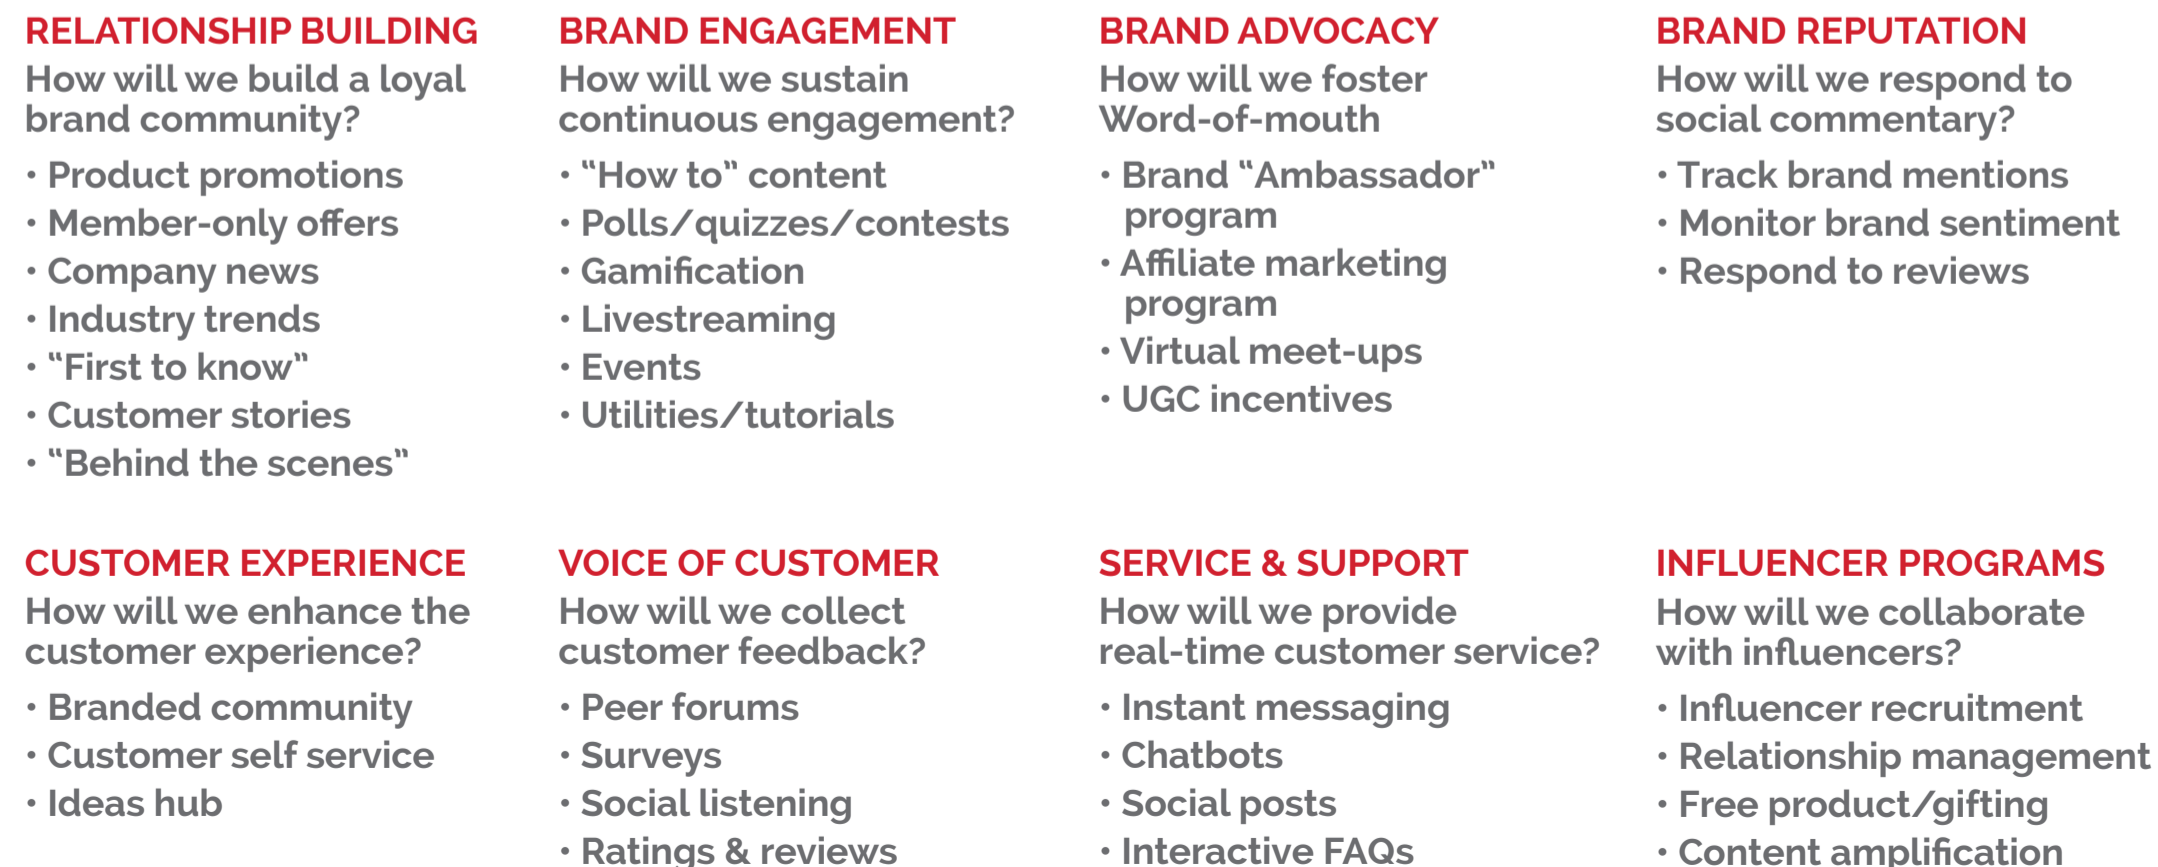 RELATIONSHIP BUILDING
How will we build a loyal
brand community?
• Product promotions
• Member-only offers
• Company news
• Industry trends
• “First to know”
• Customer stories
• “Behind the scenes”
BRAND ENGAGEMENT
How will we sustain
continuous engagement?
• “How to” content
• Polls/quizzes/contests
• Gamification
• Livestreaming
• Events
• Utilities/tutorials
BRAND ADVOCACY
How will we foster
Word-of-mouth
• Brand “Ambassador”
program
• Affiliate marketing
program
• Virtual meet-ups
• UGC incentives
BRAND REPUTATION
How will we respond to
social commentary?
• Track brand mentions
• Monitor brand sentiment
• Respond to reviews
CUSTOMER EXPERIENCE
How will we enhance the
customer experience?
• Branded community
• Customer self service
• Ideas hub
VOICE OF CUSTOMER
How will we collect
customer feedback?
• Peer forums
• Surveys
• Social listening
• Ratings & reviews
SERVICE & SUPPORT
How will we provide
real-time customer service?
• Instant messaging
• Chatbots
• Social posts
• Interactive FAQs
INFLUENCER PROGRAMS
How will we collaborate
with influencers?
• Influencer recruitment
• Relationship management
• Free product/gifting
• Content amplification